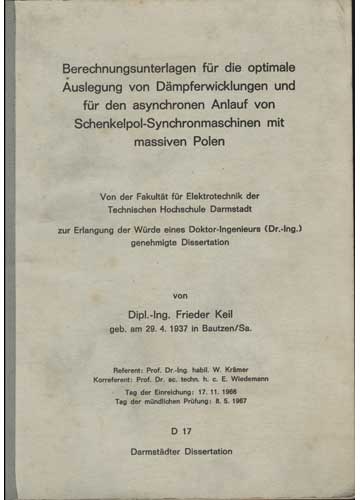 Berechnungsunterlagen für die optimale
Auslegung von Dämpferwicklungen und
für den asynchronen Anlauf von
Schenkelpol-Synchronmaschinen mit
massiven Polen
Von der Fakultät für Elektrotechnik der
Technischen Hochschule Darmstadt
zur Erlangung der Würde eines Doktor-Ingenieurs (Dr.-Ing.)
genehmigte Dissertation
von
Dipl.-Ing. Frieder Keil
geb. am 29. 4. 1937 in Bautzen/Sa.
Referent: Prof. Dr.-Ing. habil. W. Krämer
Korreferent: Prof. Dr. sc. techn. h. c. E. Wiedemann
Tag der Einreichung: 17. 11. 1966
Tag der mündlichen Prüfung: 8. 5. 1967
D 17
Darmstädter Dissertation